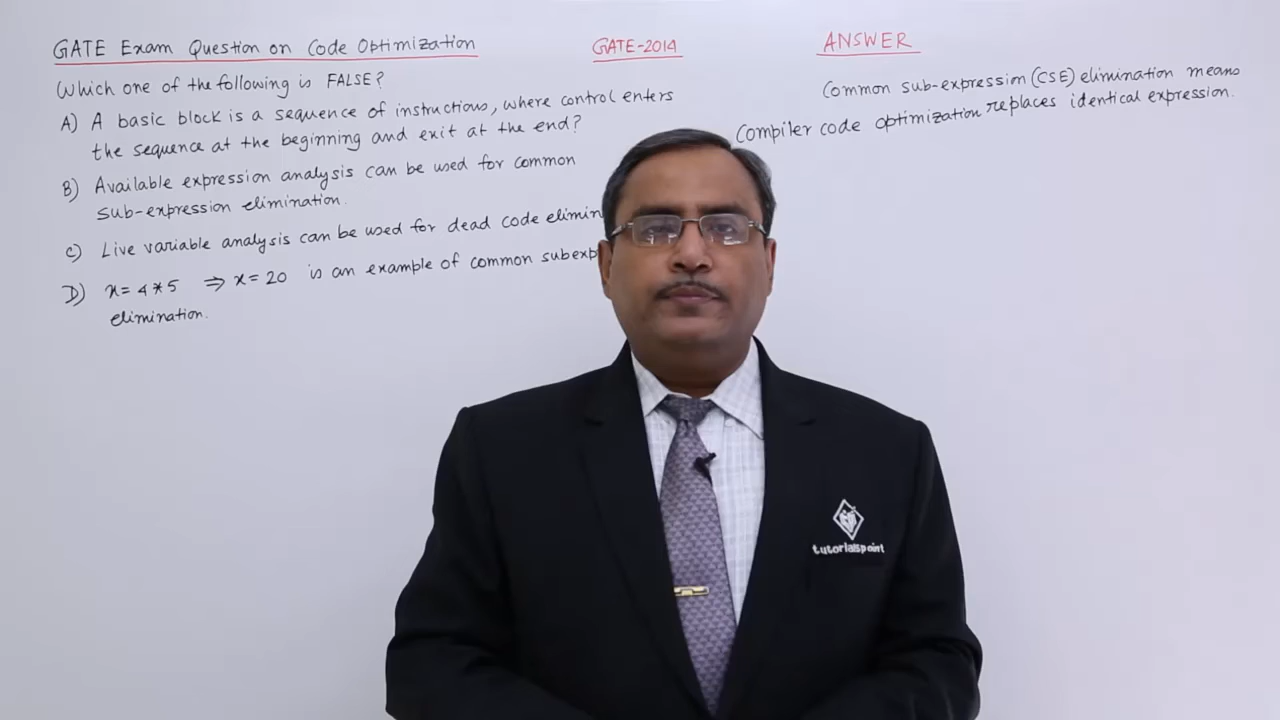 GATE Exam Question on Code Optimization
GATE-2014
Which one of the following is FALSE?
A) A basic block is a sequence of instructions, where control enters
the sequence at the beginning and exit at the end?
B) Available expression analysis can be used for common
sub-expression elimination.
C) Live variable analysis can be used for dead code elimin
D) x = 4 * 5 ⇒ x = 20 is an example of common subexp
elimination.
ANSWER
Common sub-expression (CSE) elimination means
compiler code optimization replaces identical expression.
tutorialspoint